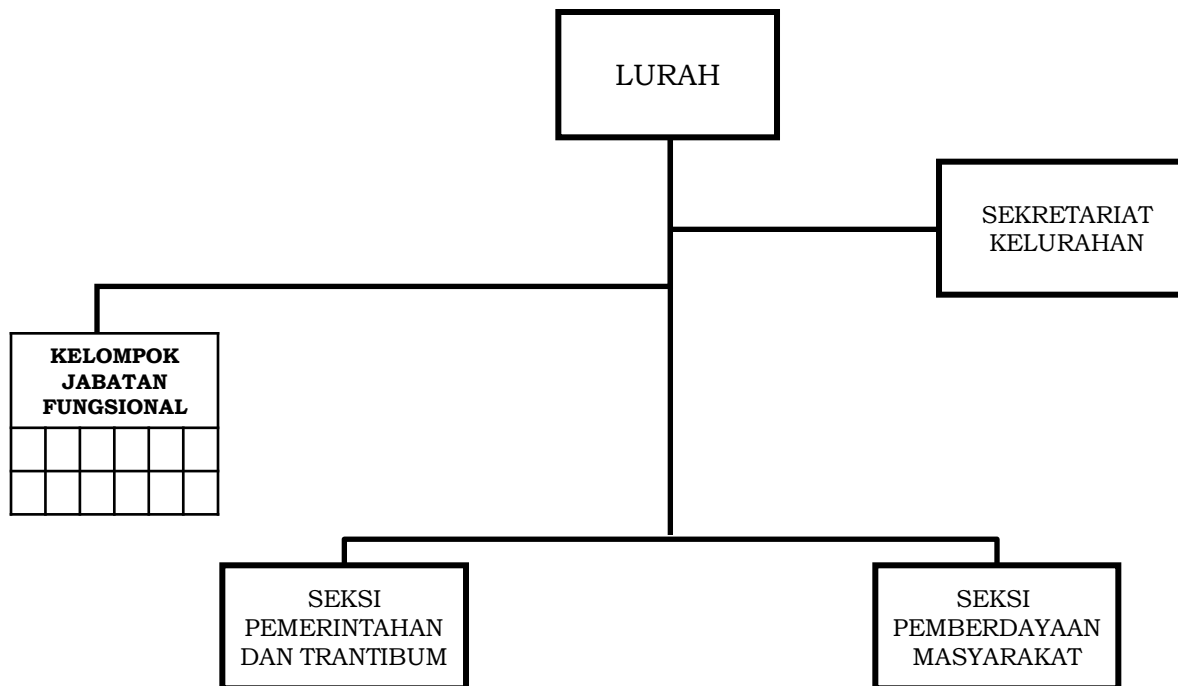 LURAH
SEKRETARIAT
KELURAHAN
KELOMPOK
JABATAN
FUNGSIONAL
SEKSI
PEMERINTAHAN
DAN TRANTIBUM
SEKSI
PEMBERDAYAAN
MASYARAKAT